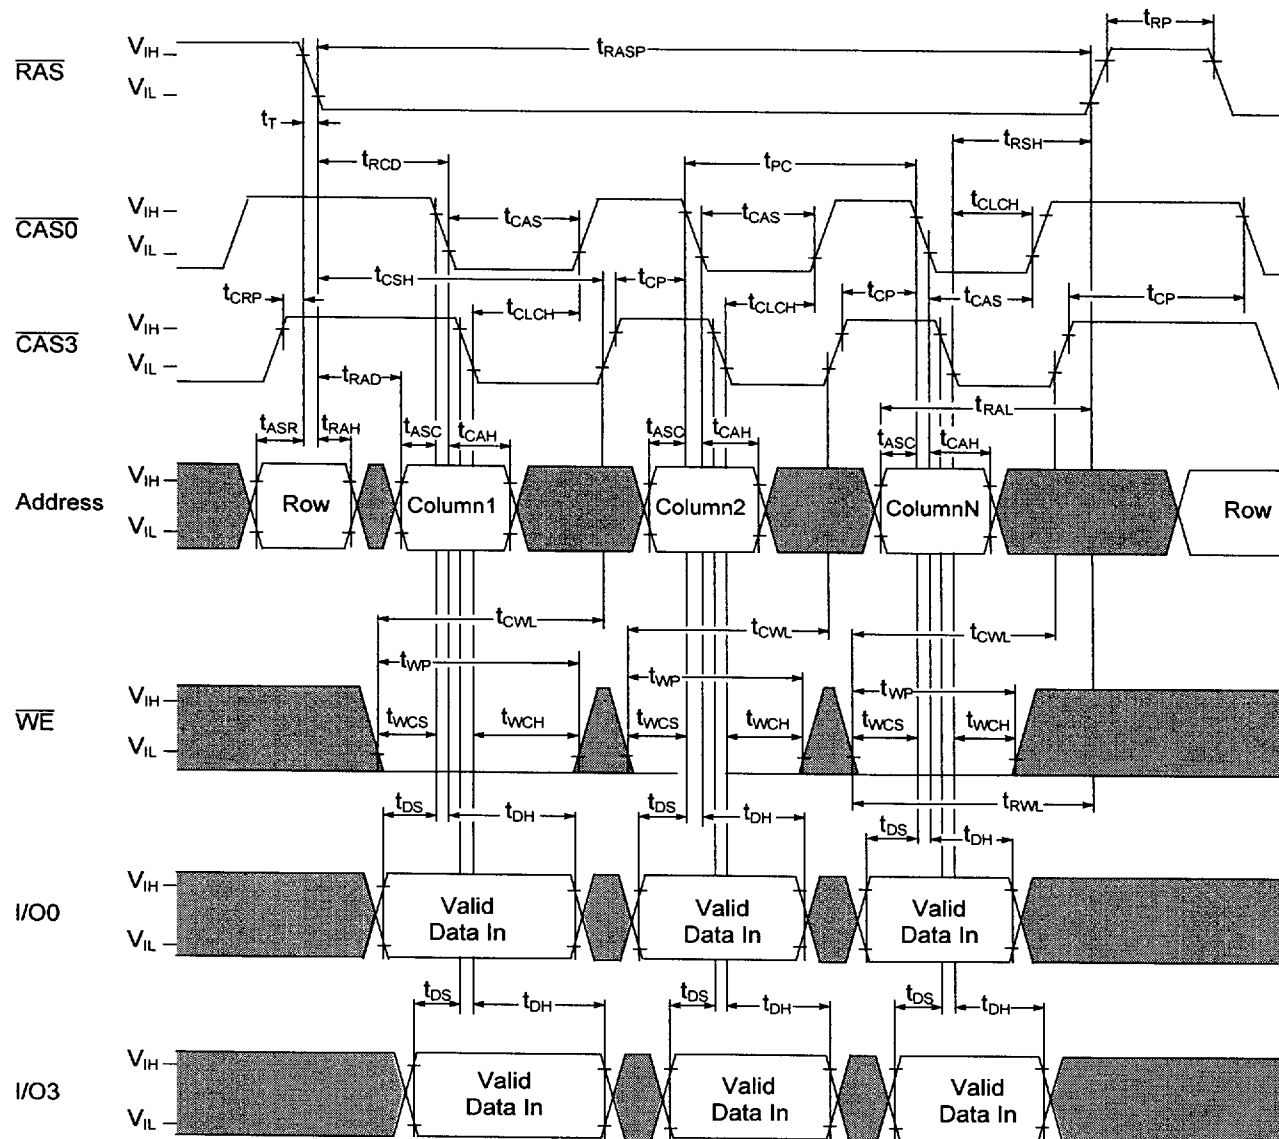 tRP
VIH
tRASP
RAS
VIL
tT
tRSH
tRCD
tPC
VIH
CAS0
tCAS
tCAS
tCLCH
VIL
tCSH
tCP
tCRP
tCLCH
tCLCH
tCP
tCAS
tCP
VIH
CAS3
VIL
tRAD
tRAL
tASR
tRAH
tASC
tCAH
tASC
tCAH
tASC
tCAH
VIH
Address
Row
Column1
Column2
ColumnN
Row
VIL
tCWL
tCWL
tCWL
tWP
tWP
tWP
VIH
WE
tWCS
tWCH
tWCS
tWCH
tWCS
tWCH
VIL
tRWL
tDS
tDH
tDS
tDH
tDS
tDH
VIH
I/O0
Valid
Data In
Valid
Data In
Valid
Data In
VIL
tDS
tDH
tDS
tDH
tDS
tDH
VIH
I/O3
Valid
Data In
Valid
Data In
Valid
Data In
VIL